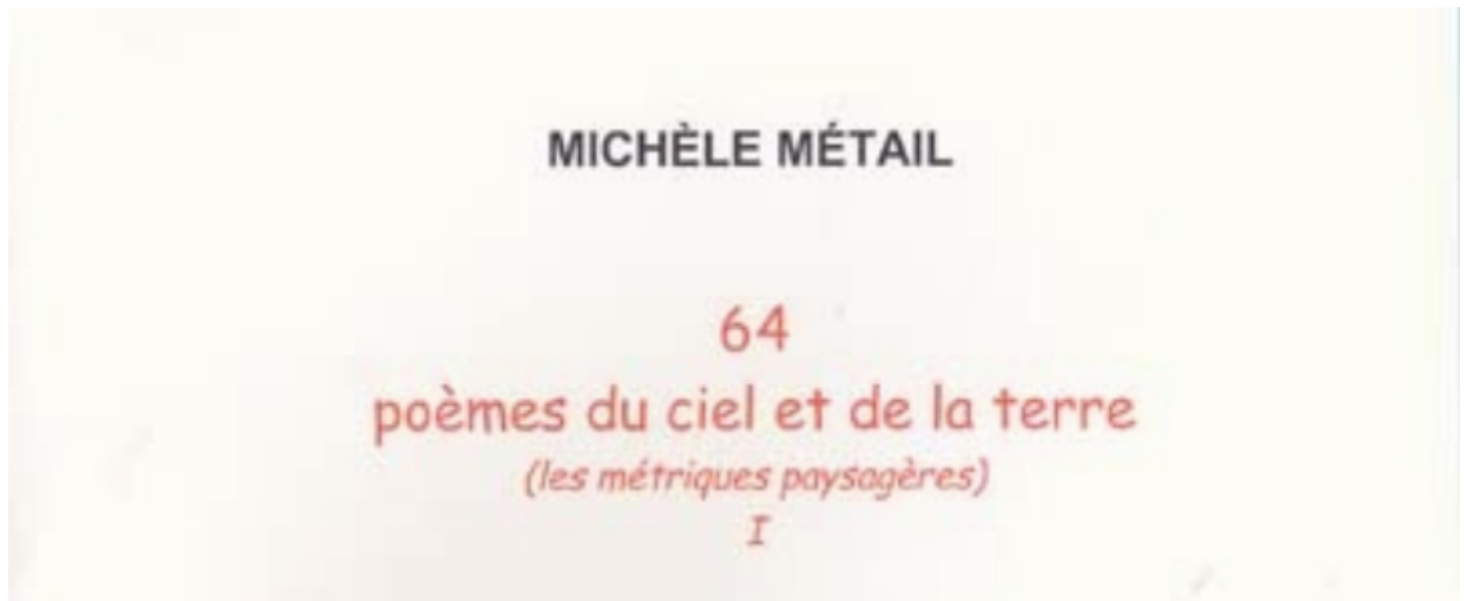 MICHÈLE MÉTAIL
64
poèmes du ciel et de la terre
(les métriques paysagères)
I